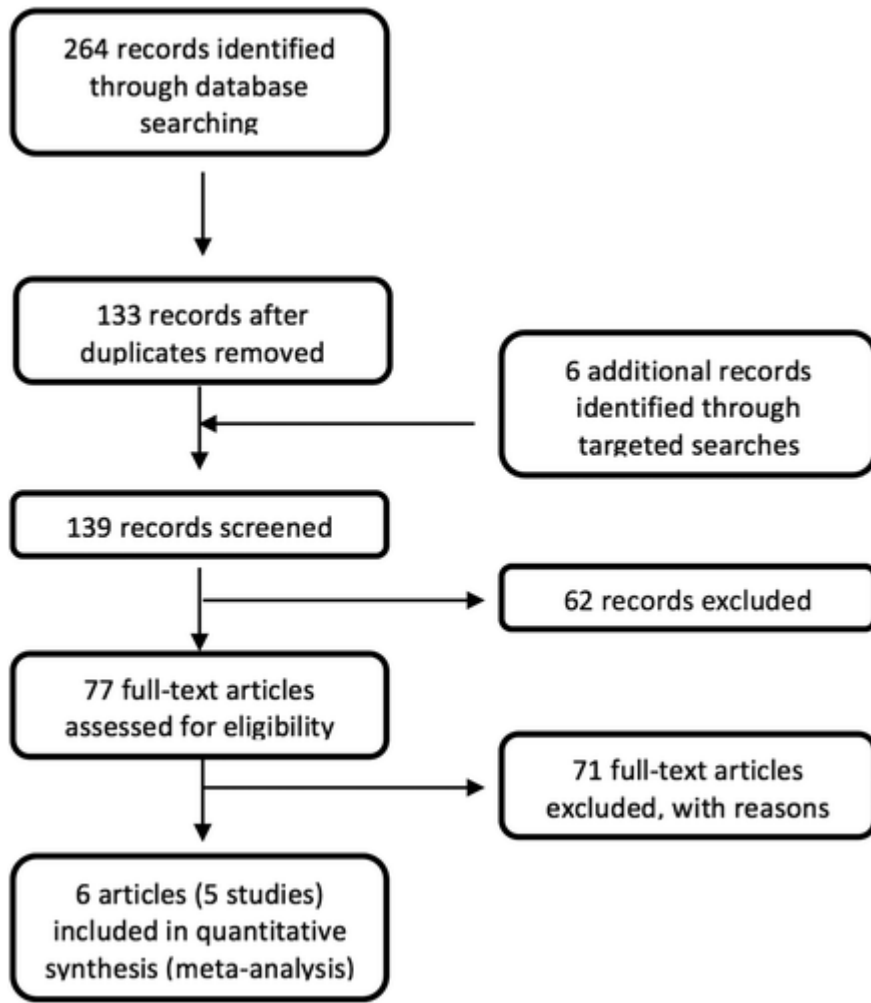 264 records identified
through database
searching
133 records after
duplicates removed
6 additional records
identified through
targeted searches
139 records screened
62 records excluded
77 full-text articles
assessed for eligibility
71 full-text articles
excluded, with reasons
6 articles (5 studies)
included in quantitative
synthesis (meta-analysis)